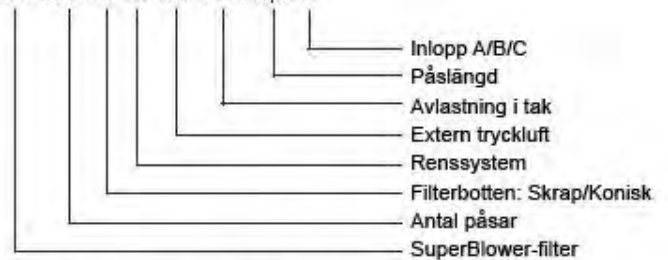 Inlopp A/B/C
Påslängd
Avlastning i tak
Extern tryckluft
Renssystem
Filterbotten: Skrap/Konisk
Antal påsar
SuperBlower-filter